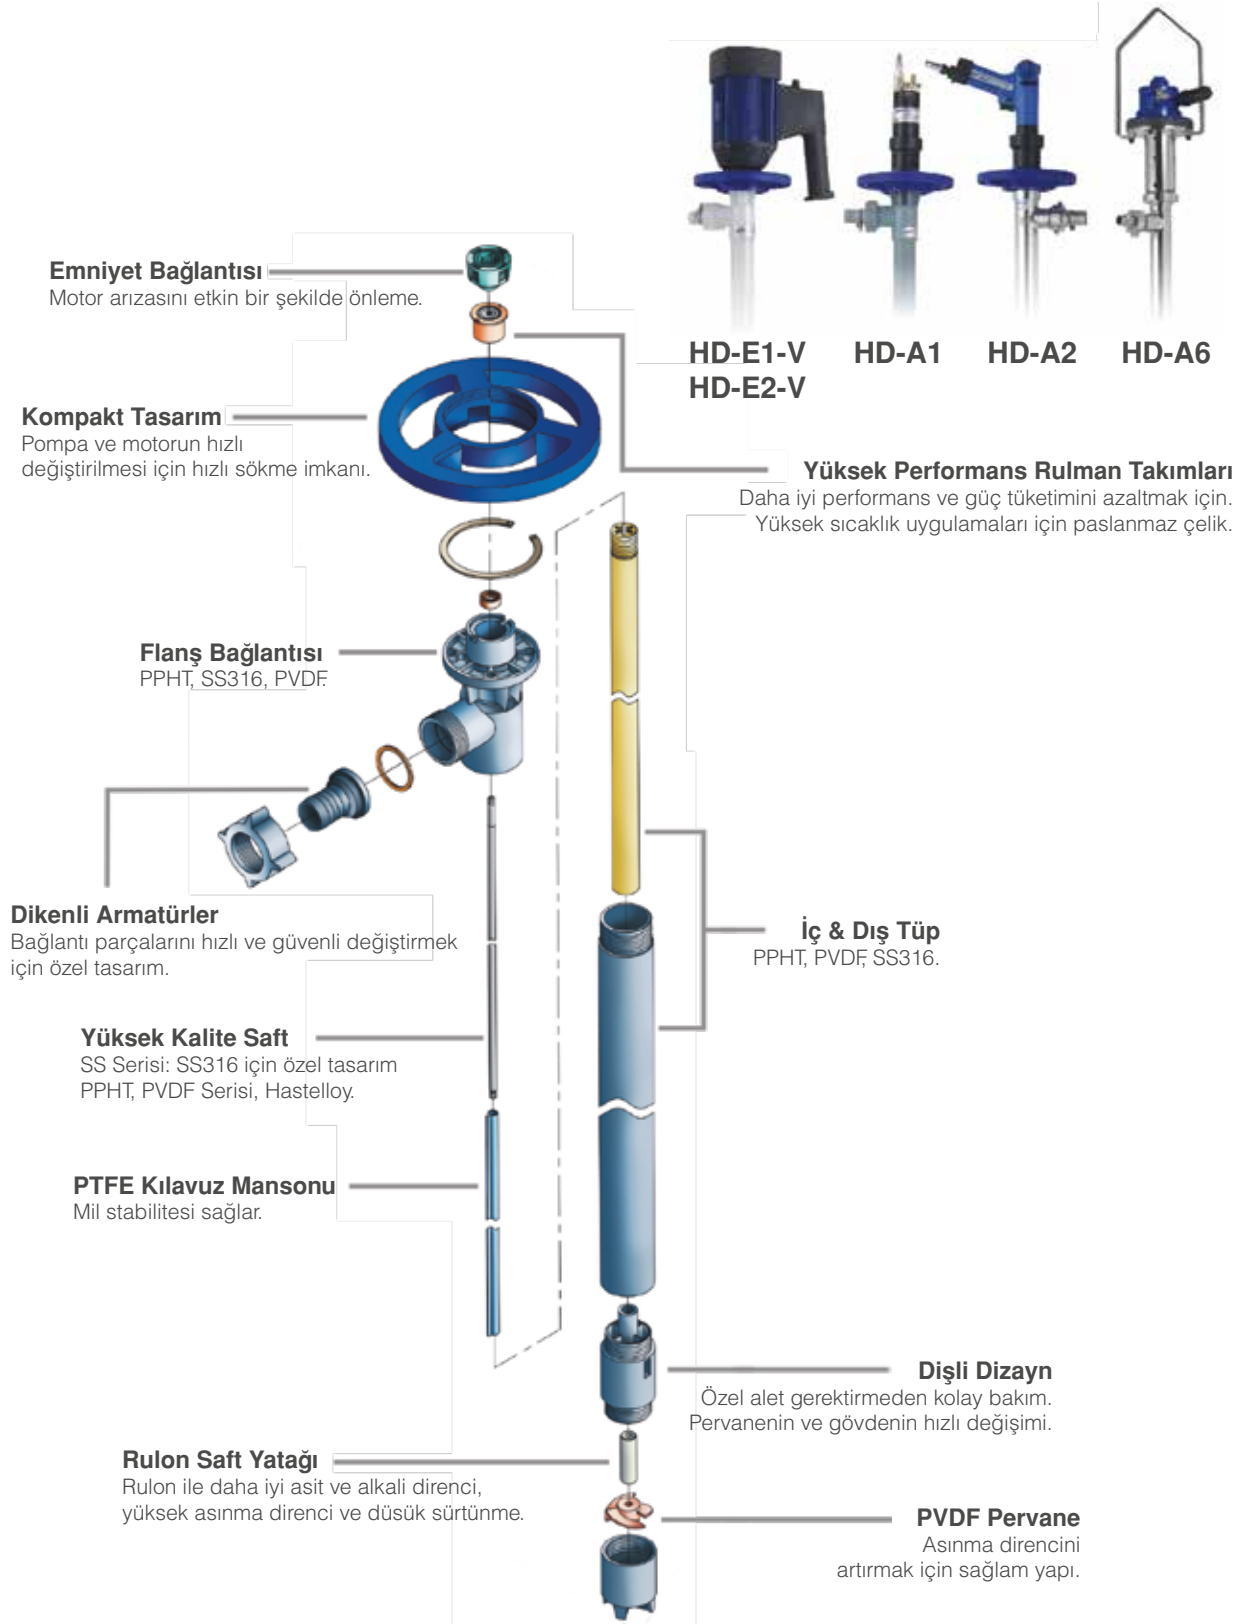 HD-E1-V
HD-E2-V
HD-A1
HD-A2
HD-A6
Emniyet Bağlantısı
Motor arızasını etkin bir şekilde önleme.
Kompakt Tasarım
Pompa ve motorun hızlı
değiştirilmesi için hızlı sökme imkanı.
Yüksek Performans Rulman Takımları
Daha iyi performans ve güç tüketimini azaltmak için.
Yüksek sıcaklık uygulamaları için paslanmaz çelik.
Flanş Bağlantısı
PPHT, SS316, PVDF.
Dikenli Armatürler
Bağlantı parçalarını hızlı ve güvenli değiştirmek
için özel tasarım.
İç & Dış Tüp
PPHT, PVDF, SS316.
Yüksek Kalite Saft
SS Serisi: SS316 için özel tasarım
PPHT, PVDF Serisi, Hastelloy.
PTFE Kılavuz Mansonu
Mil stabilitesi sağlar.
Dişli Dizayn
Özel alet gerektirmeden kolay bakım.
Pervanenin ve gövdenin hızlı değişimi.
Rulon Saft Yatağı
Rulon ile daha iyi asit ve alkali direnci,
yüksek asınma direnci ve düsük sürtünme.
PVDF Pervane
Asınma direncini
artırmak için sağlam yapı.